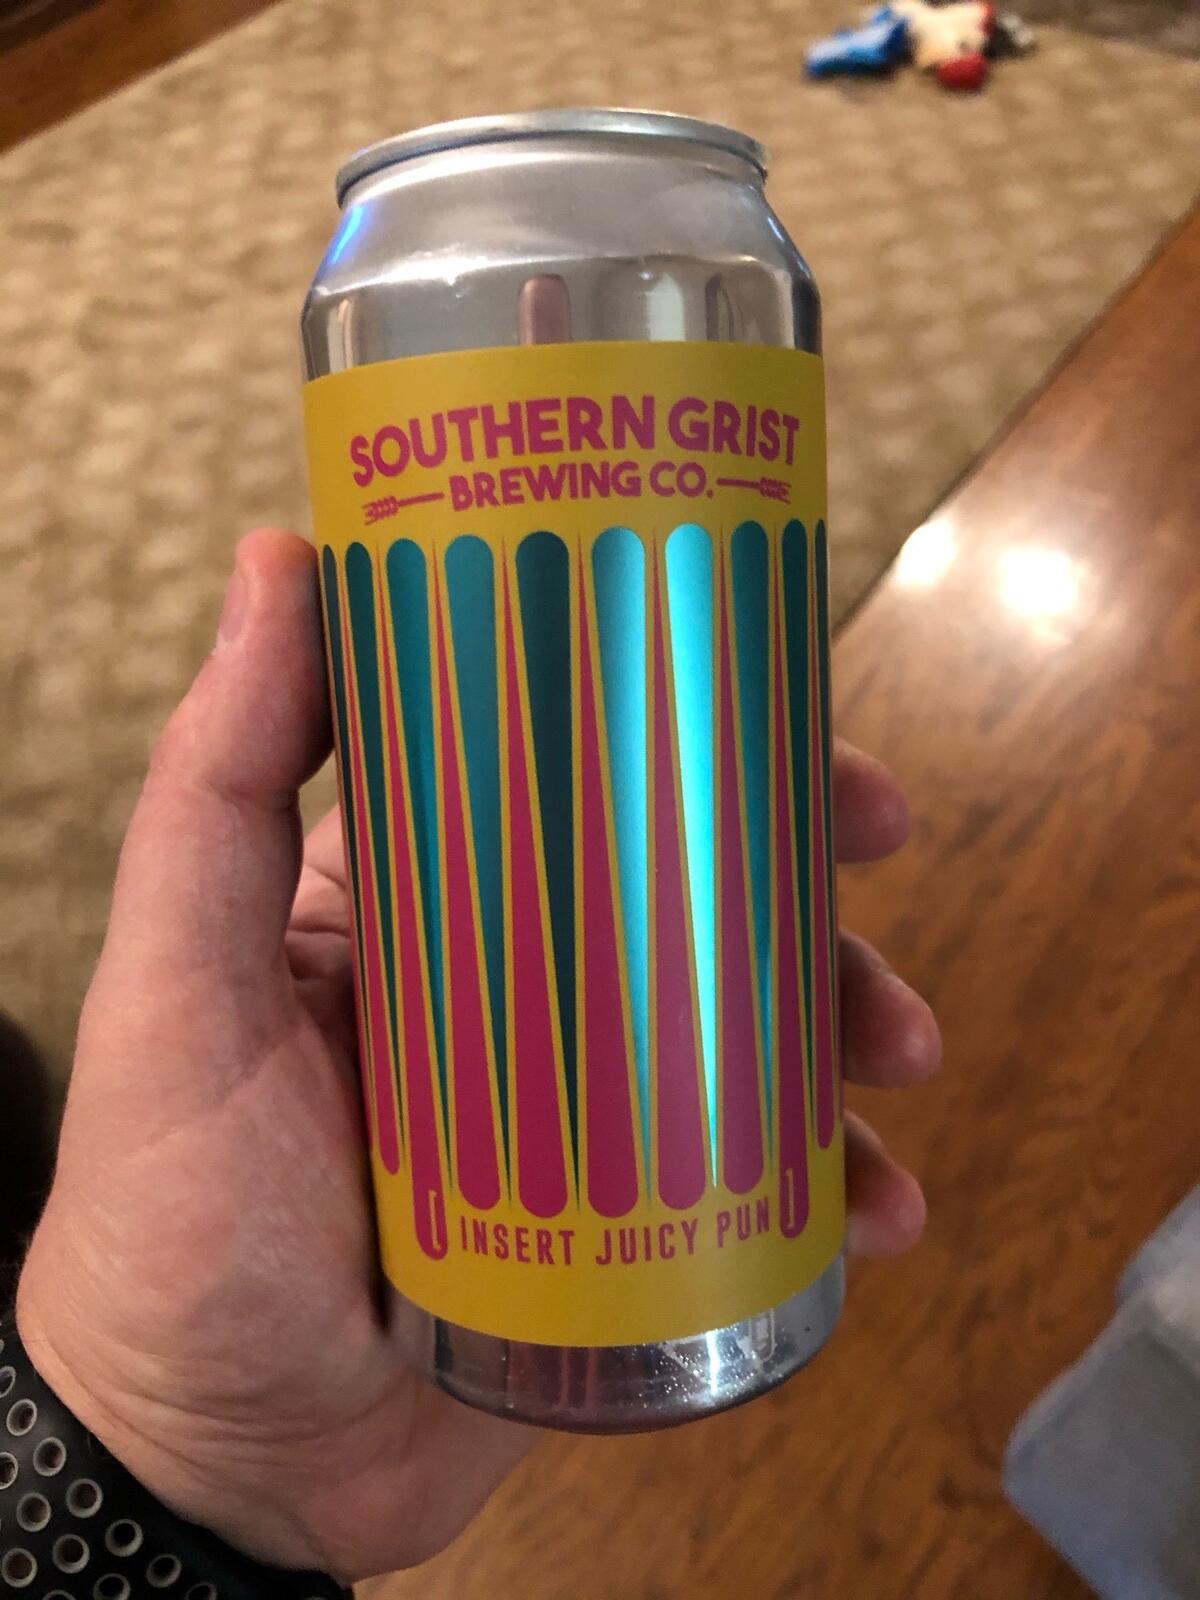 SOUTHERN GRIST
BREWING CO.
INSERT JUICY PUN